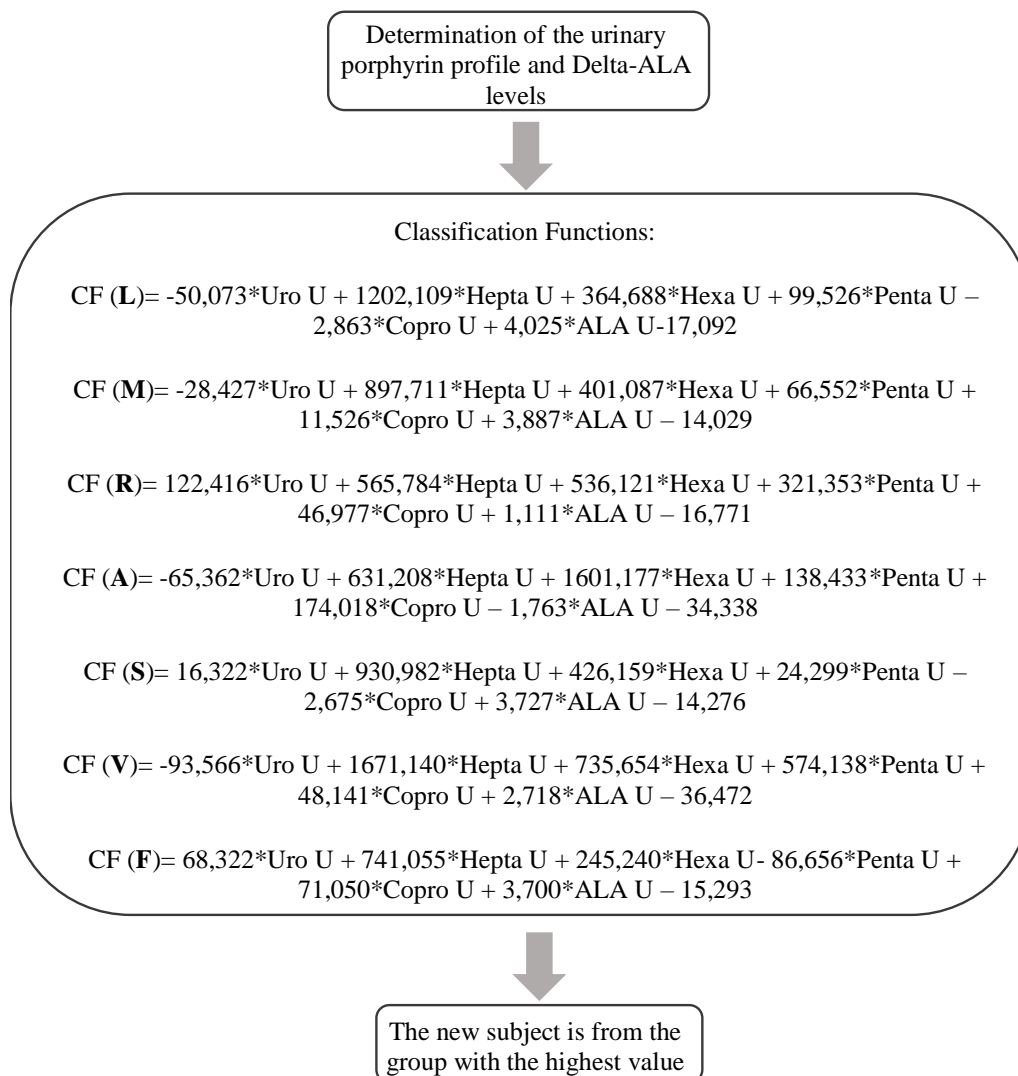 Determination of the urinary
porphyrin profile and Delta-ALA
levels
Classification Functions:
CF (L)= -50,073*Uro U + 1202,109*Hepta U + 364,688*Hexa U + 99,526*Penta U –
2,863*Copro U + 4,025*ALA U-17,092
CF (M)= -28,427*Uro U + 897,711*Hepta U + 401,087*Hexa U + 66,552*Penta U +
11,526*Copro U + 3,887*ALA U – 14,029
CF (R)= 122,416*Uro U + 565,784*Hepta U + 536,121*Hexa U + 321,353*Penta U +
46,977*Copro U + 1,111*ALA U – 16,771
CF (A)= -65,362*Uro U + 631,208*Hepta U + 1601,177*Hexa U + 138,433*Penta U +
174,018*Copro U – 1,763*ALA U – 34,338
CF (S)= 16,322*Uro U + 930,982*Hepta U + 426,159*Hexa U + 24,299*Penta U –
2,675*Copro U + 3,727*ALA U – 14,276
CF (V)= -93,566*Uro U + 1671,140*Hepta U + 735,654*Hexa U + 574,138*Penta U +
48,141*Copro U + 2,718*ALA U – 36,472
CF (F)= 68,322*Uro U + 741,055*Hepta U + 245,240*Hexa U- 86,656*Penta U +
71,050*Copro U + 3,700*ALA U – 15,293
The new subject is from the
group with the highest value